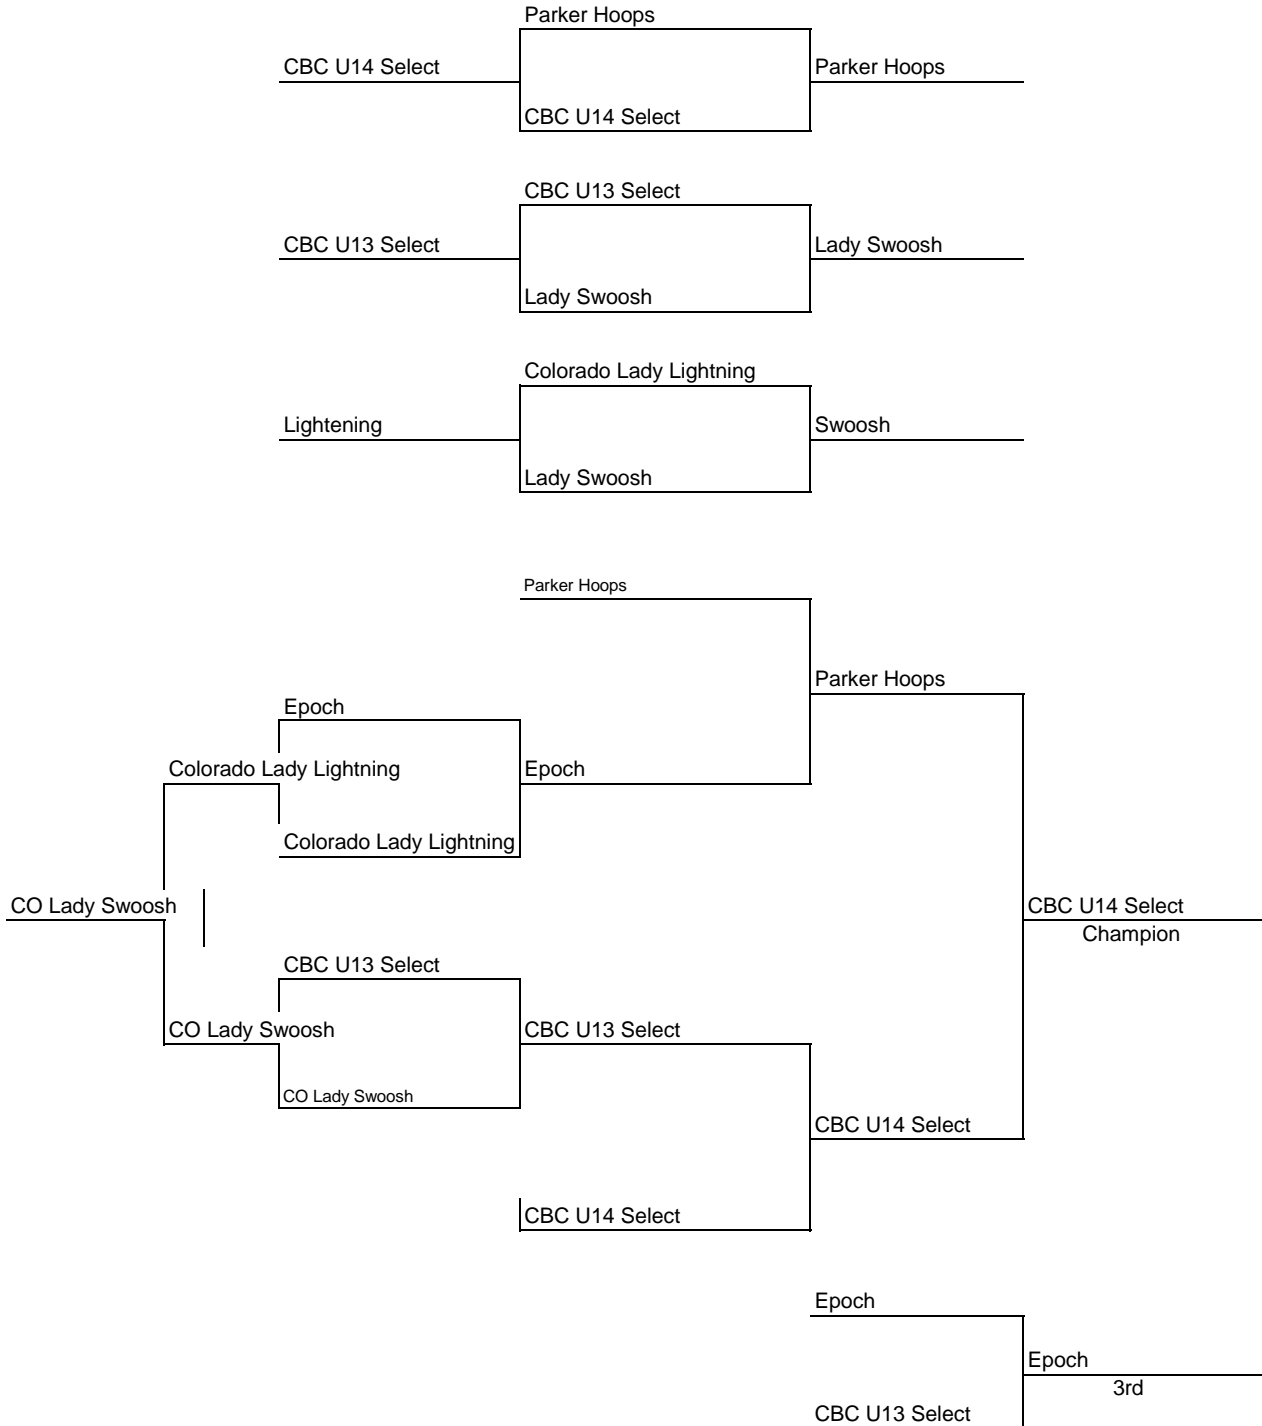 Parker Hoops
CBC U14 Select
Parker Hoops
CBC U14 Select
CBC U13 Select
CBC U13 Select
Lady Swoosh
Lady Swoosh
Colorado Lady Lightning
Lightening
Swoosh
Lady Swoosh
Parker Hoops
Parker Hoops
Epoch
Colorado Lady Lightning
Epoch
Colorado Lady Lightning
CO Lady Swoosh
CBC U14 Select
Champion
CBC U13 Select
CO Lady Swoosh
CBC U13 Select
CO Lady Swoosh
CBC U14 Select
CBC U14 Select
Epoch
Epoch
3rd
CBC U13 Select